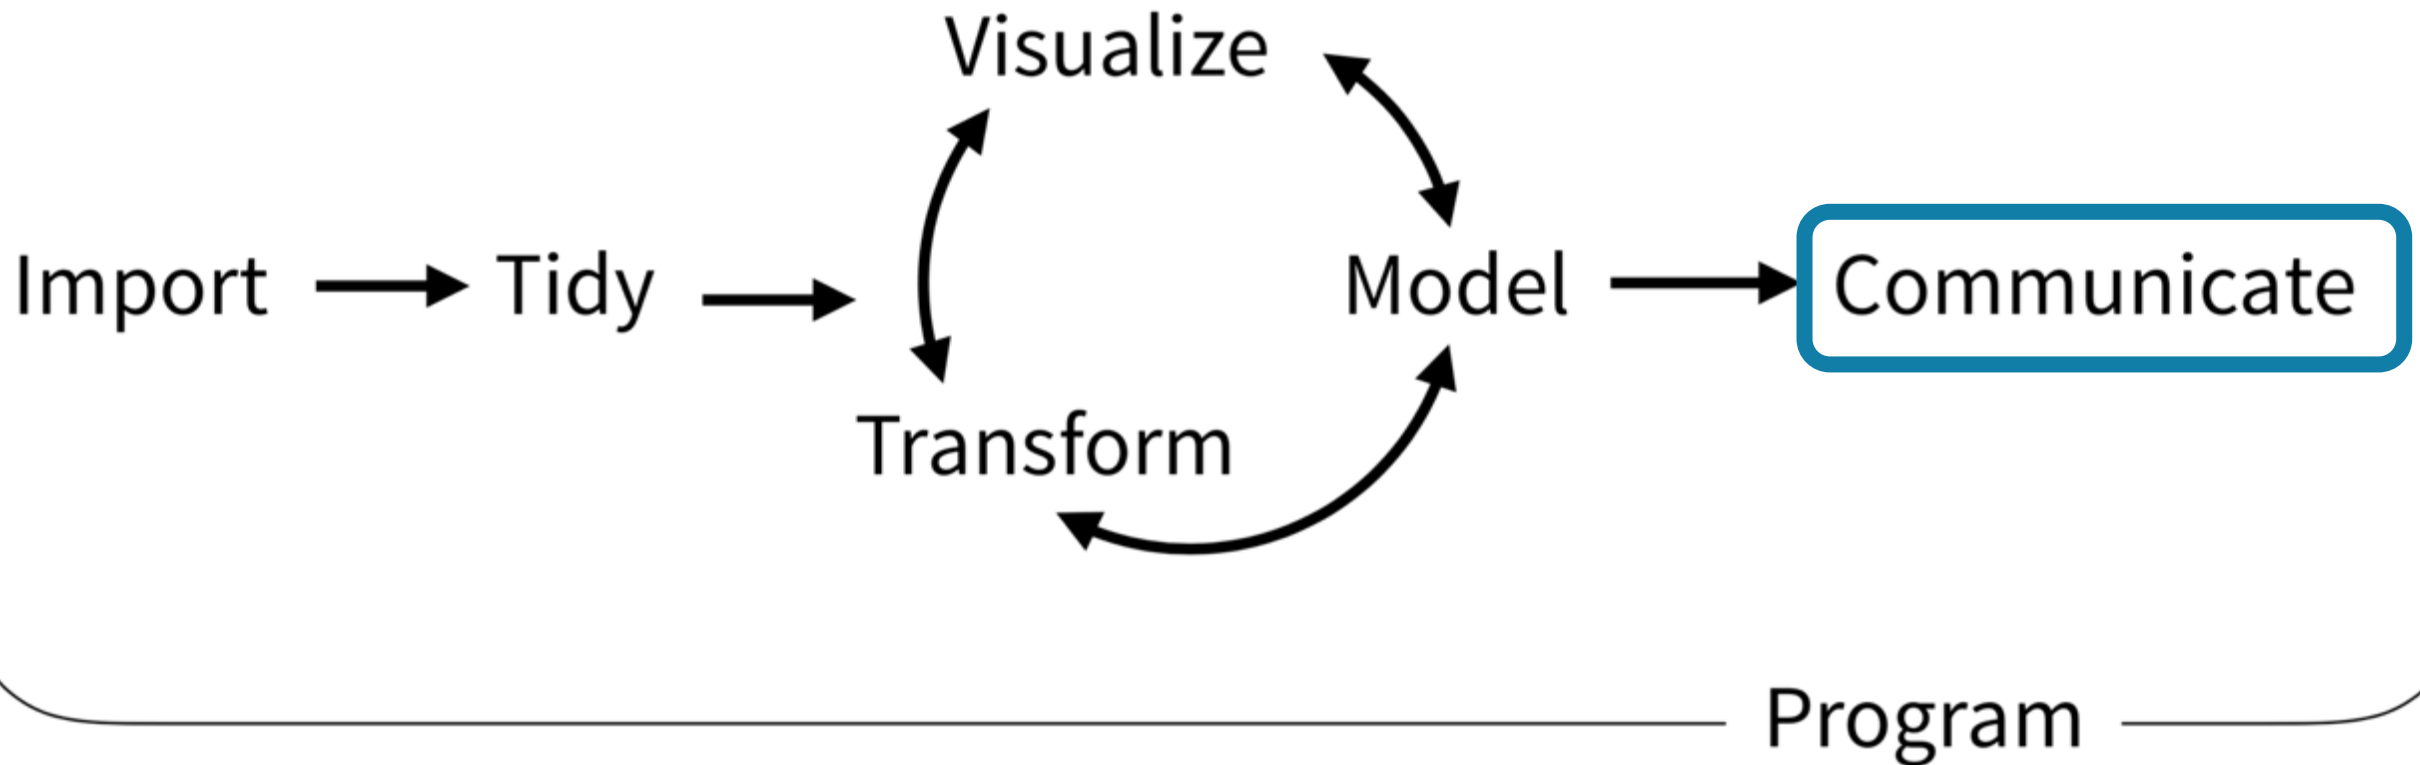 Visualize
Import Tidy Model Communicate
Transform
Program